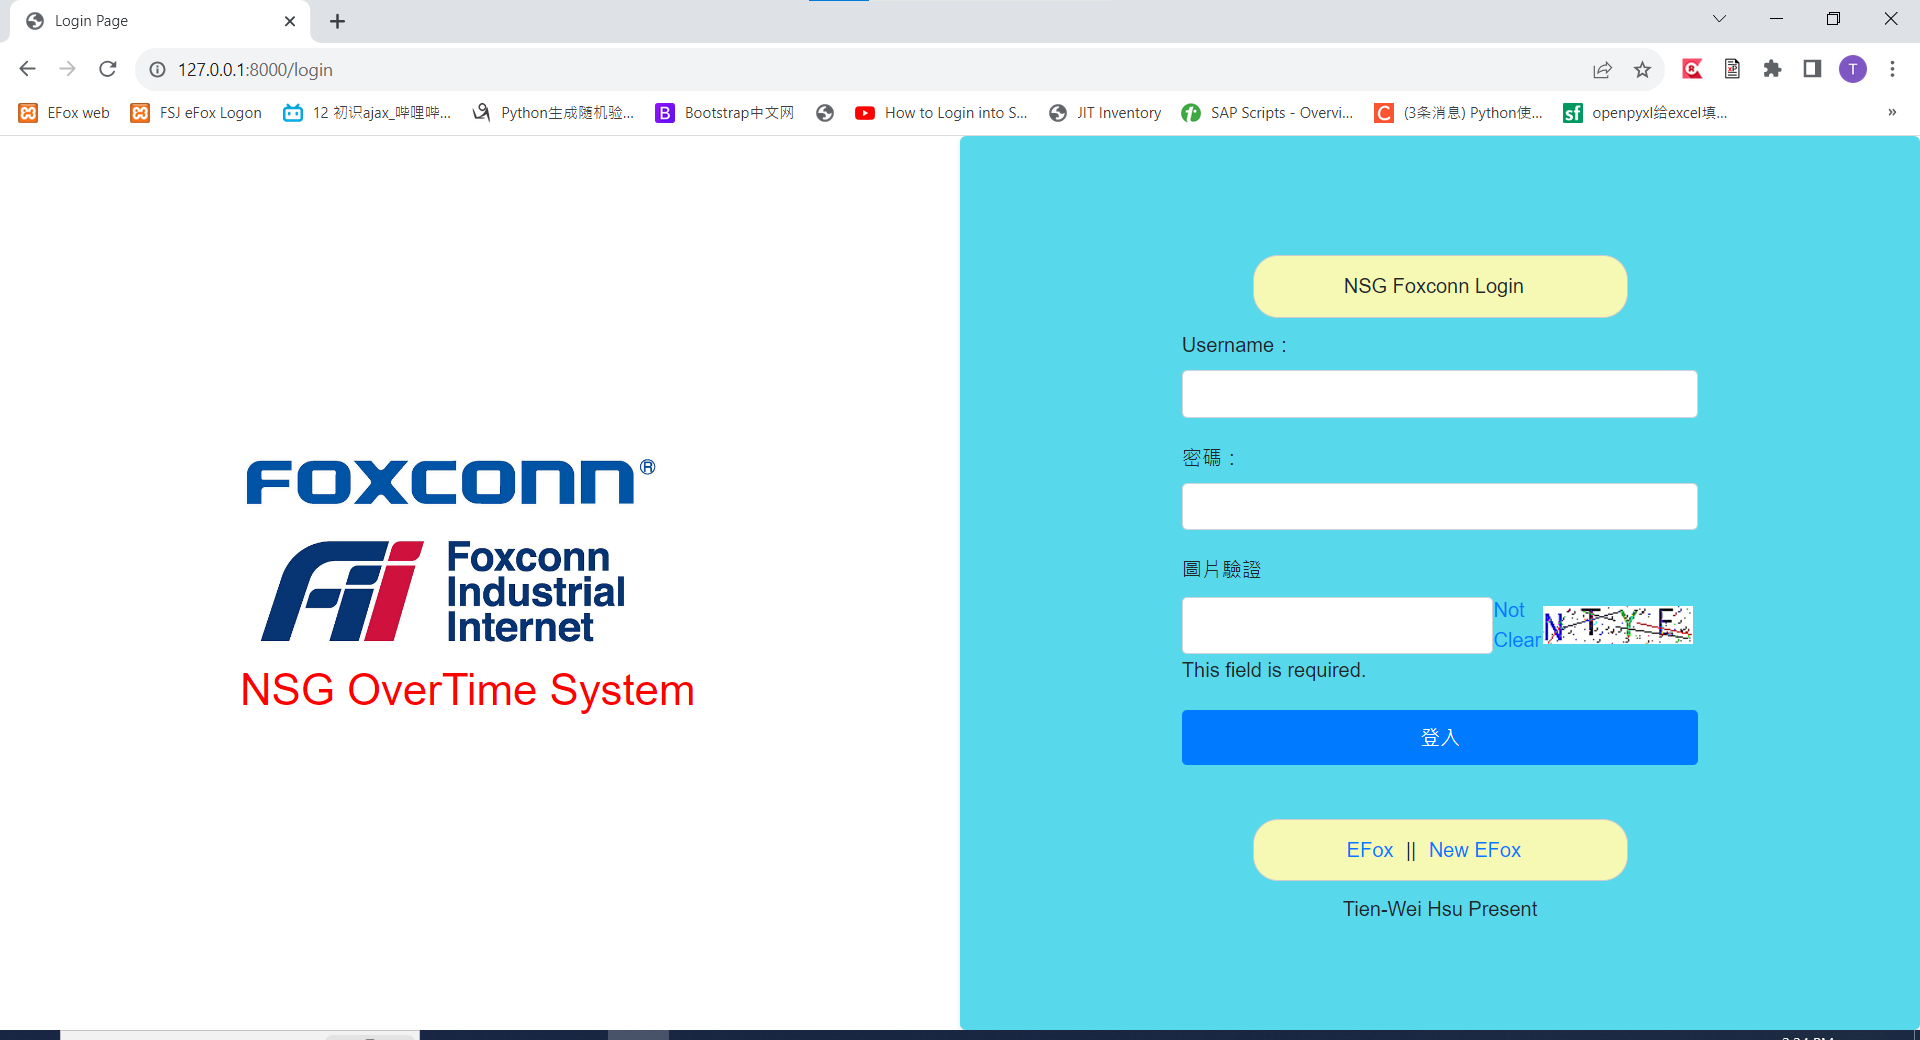 Login Page
127.0.0.1:8000/login
T
EFox web
FSJ eFox Logon
12 初识ajax_哔哩哔...
Python生成随机验...
B
Bootstrap中文网
How to Login into S...
JIT Inventory
SAP Scripts - Overvi...
C
(3条消息) Python使...
sf
openpyxl给excel填...
»
FOXCONN®
Fii
Foxconn
Industrial
Internet
NSG OverTime System
NSG Foxconn Login
Username：
密碼：
圖片驗證
Not
Clear
N T Y E
This field is required.
登入
EFox || New EFox
Tien-Wei Hsu Present